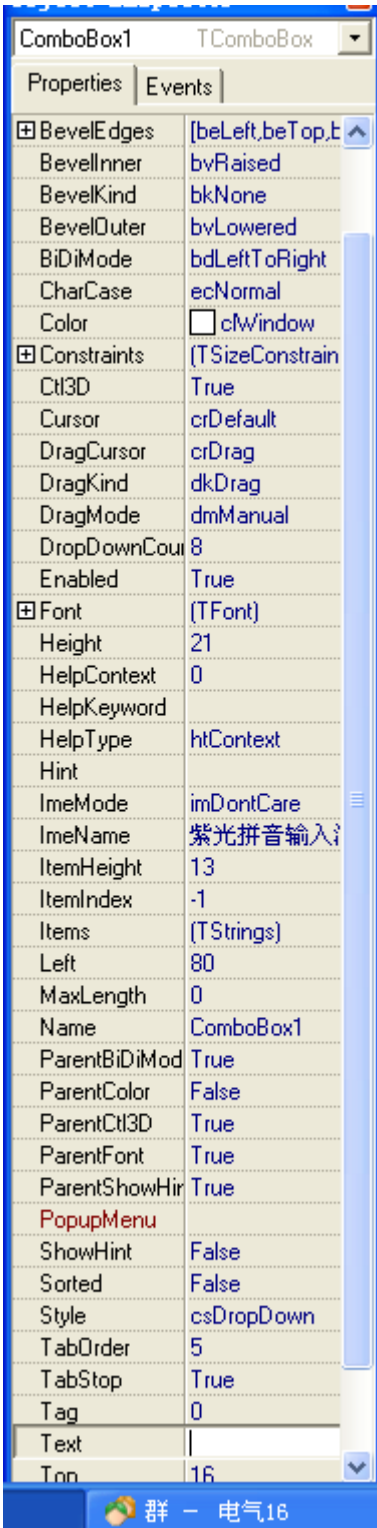 ComboBox1 TComboBox
Properties Events
BevelEdges [beLeft,beTop,b
BevelInner bvRaised
BevelKind bkNone
BevelOuter bvLowered
BiDiMode bdLeftToRight
CharCase ecNormal
Color clWindow
Constraints (TSizeConstrain
Ctl3D True
Cursor crDefault
DragCursor crDrag
DragKind dkDrag
DragMode dmManual
DropDownCou 8
Enabled True
Font (TFont)
Height 21
HelpContext 0
HelpKeyword
HelpType htContext
Hint
ImeMode imDontCare
ImeName 紫光拼音输入
ItemHeight 13
ItemIndex -1
Items (TStrings)
Left 80
MaxLength 0
Name ComboBox1
ParentBiDiMod True
ParentColor False
ParentCtl3D True
ParentFont True
ParentShowHin True
PopupMenu
ShowHint False
Sorted False
Style csDropDown
TabOrder 5
TabStop True
Tag 0
Text
Top 16
群 - 电气16